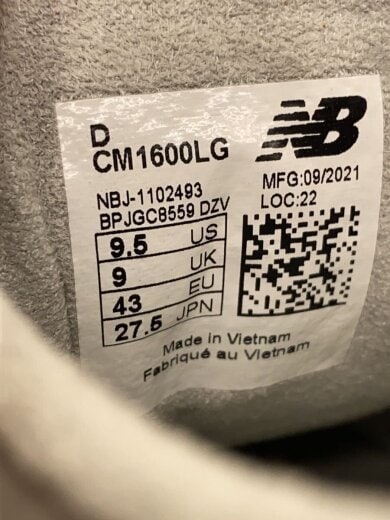 D
CM1600LG
NB
NBJ-1102493
BPJGC8559 DZV
MFG:09/2021
LOC:22
9.5 US
9 UK
43 EU
27.5 JPN
Made in Vietnam
Fabriqué au Vietnam